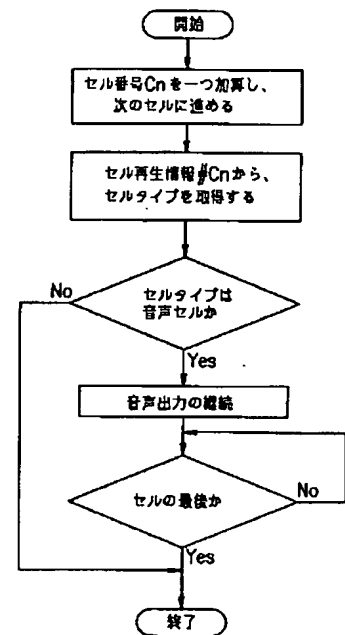 開始
セル番号Cnを一つ加算し、
次のセルに進める
セル再生情報#Cnから、
セルタイプを取得する
セルタイプは
音声セルか
No
Yes
音声出力の継続
セルの最後か
No
Yes
終了